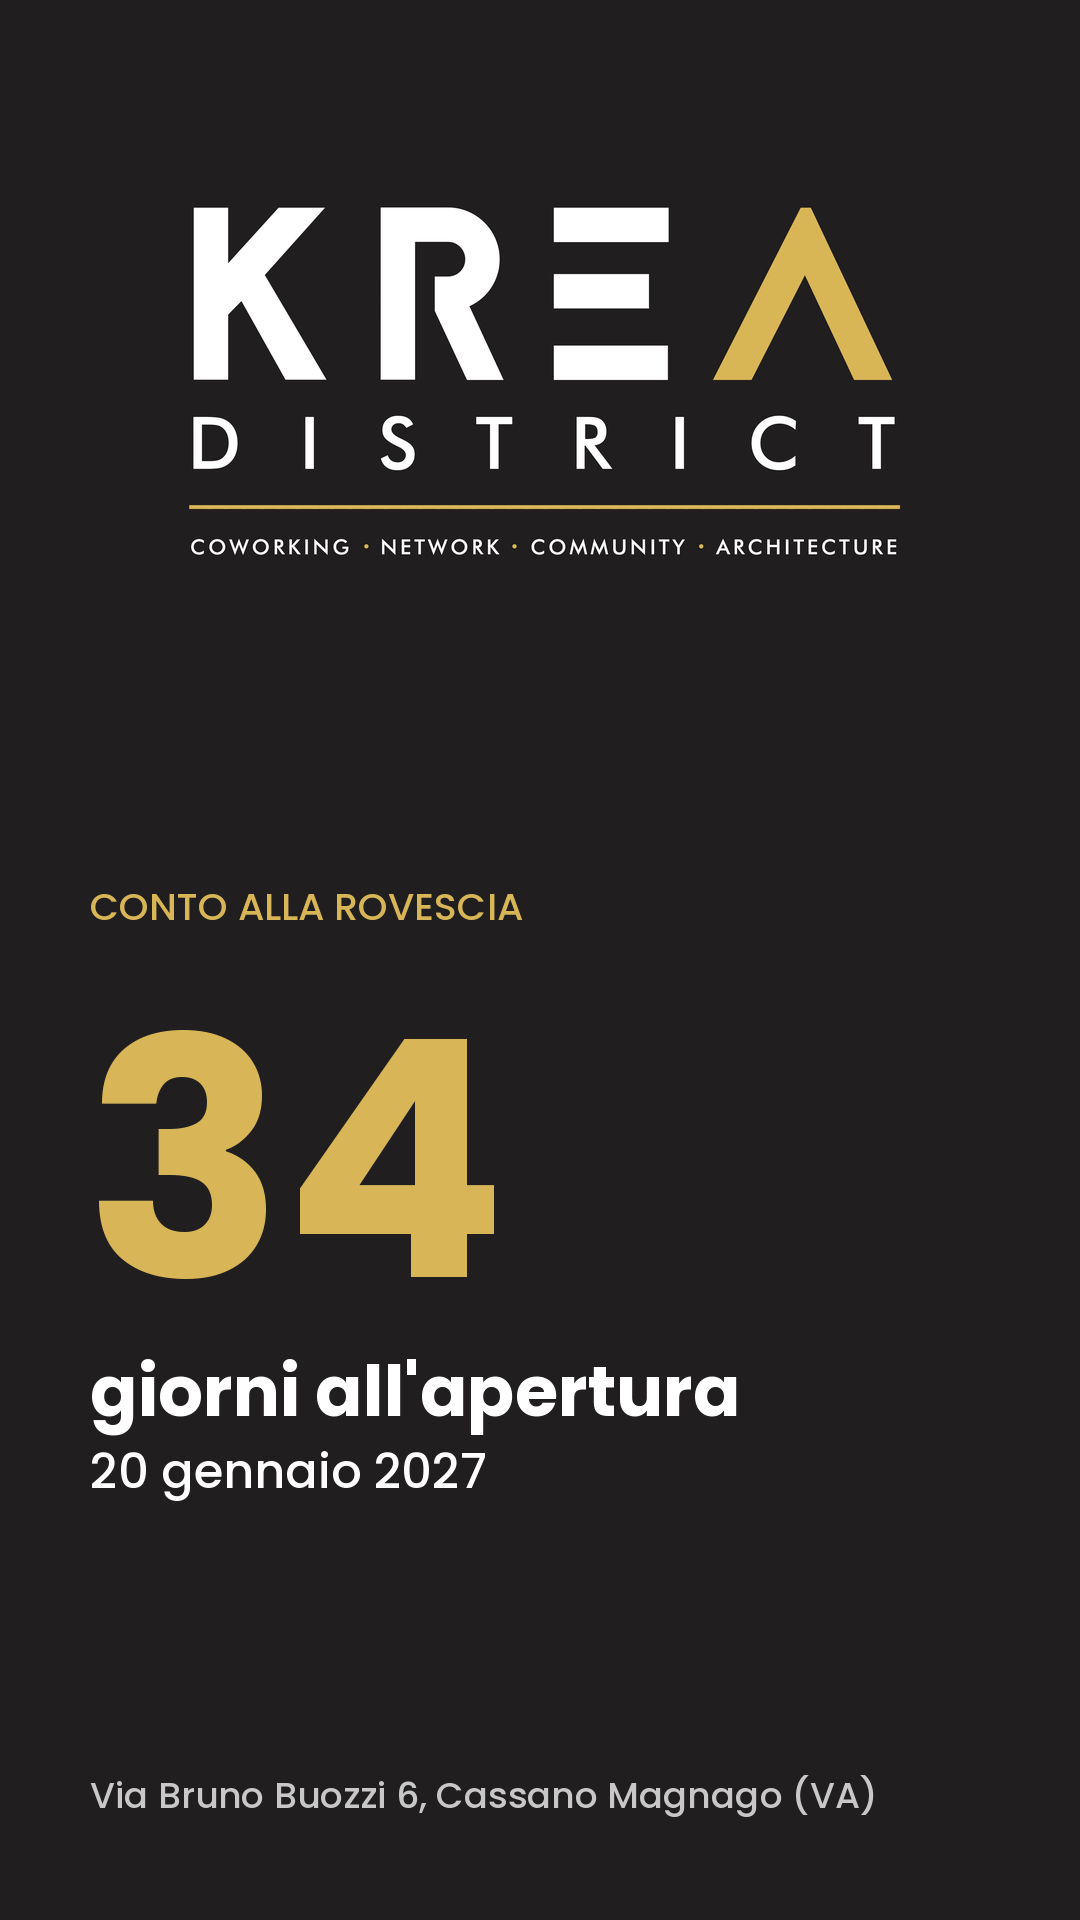 KREA
DISTRICT
COWORKING · NETWORK · COMMUNITY · ARCHITECTURE
CONTO ALLA ROVESCIA
34
giorni all'apertura
20 gennaio 2027
Via Bruno Buozzi 6, Cassano Magnago (VA)